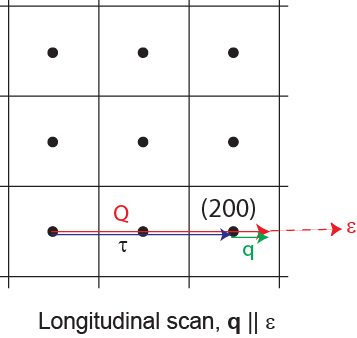 (200)
Q
ε
τ
q
Longitudinal scan, q || ε